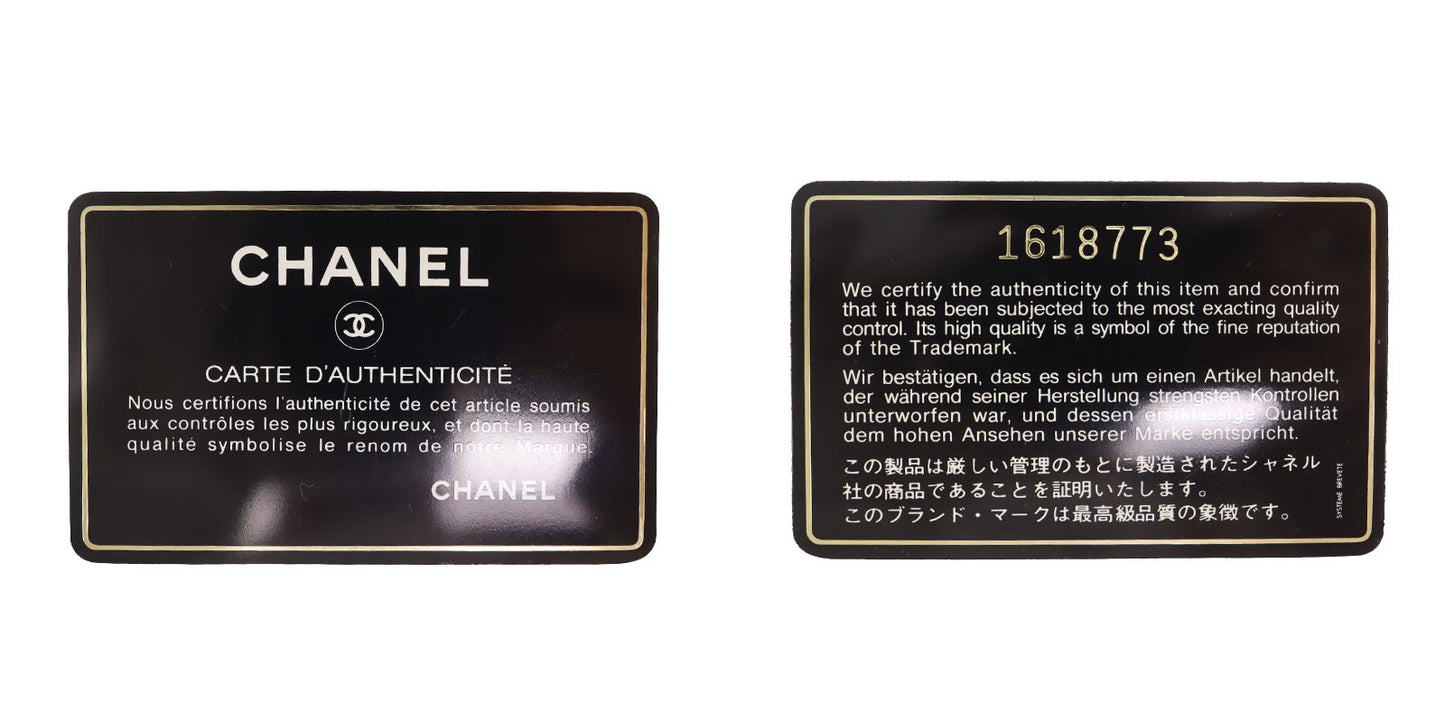 CHANEL
CARTE D'AUTHENTICITÉ
Nous certifions l'authenticité de cet article soumis
aux contrôles les plus rigoureux, et dont la haute
qualité symbolise le renom de notre Marque.
CHANEL
1618773
We certify the authenticity of this item and confirm
that it has been subjected to the most exacting quality
control. Its high quality is a symbol of the fine reputation
of the Trademark.
Wir bestätigen, dass es sich um einen Artikel handelt,
der während seiner Herstellung strengsten Kontrollen
unterworfen war, und dessen erstklassige Qualität
dem hohen Ansehen unserer Marke entspricht.
この製品は厳しい管理のもとに製造されたシャネル
社の商品であることを証明いたします。
このブランド・マークは最高級品質の象徴です。
SYSTEME BREVETE